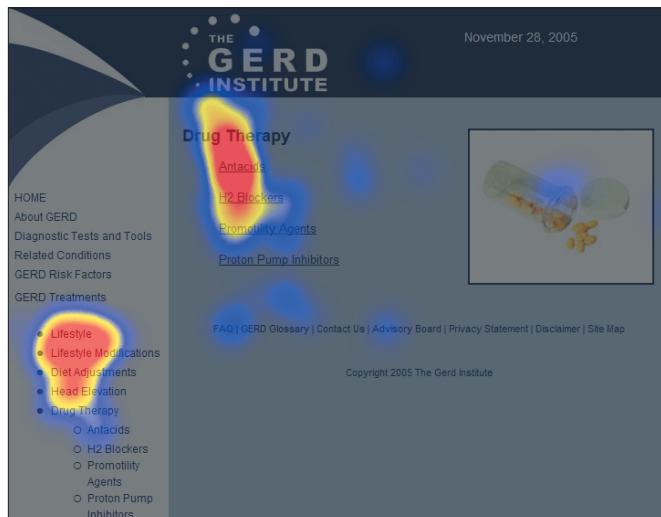 THE
GERD
INSTITUTE
November 28, 2005
Drug Therapy
Antacids
H2 Blockers
Promotility Agents
Proton Pump Inhibitors
HOME
About GERD
Diagnostic Tests and Tools
Related Conditions
GERD Risk Factors
GERD Treatments
Lifestyle
Lifestyle Modifications
Diet Adjustments
Head Elevation
Drug Therapy
Antacids
H2 Blockers
Promotility
Agents
Proton Pump
Inhibitors
FAQ | GERD Glossary | Contact Us | Advisory Board | Privacy Statement | Disclaimer | Site Map
Copyright 2005 The Gerd Institute